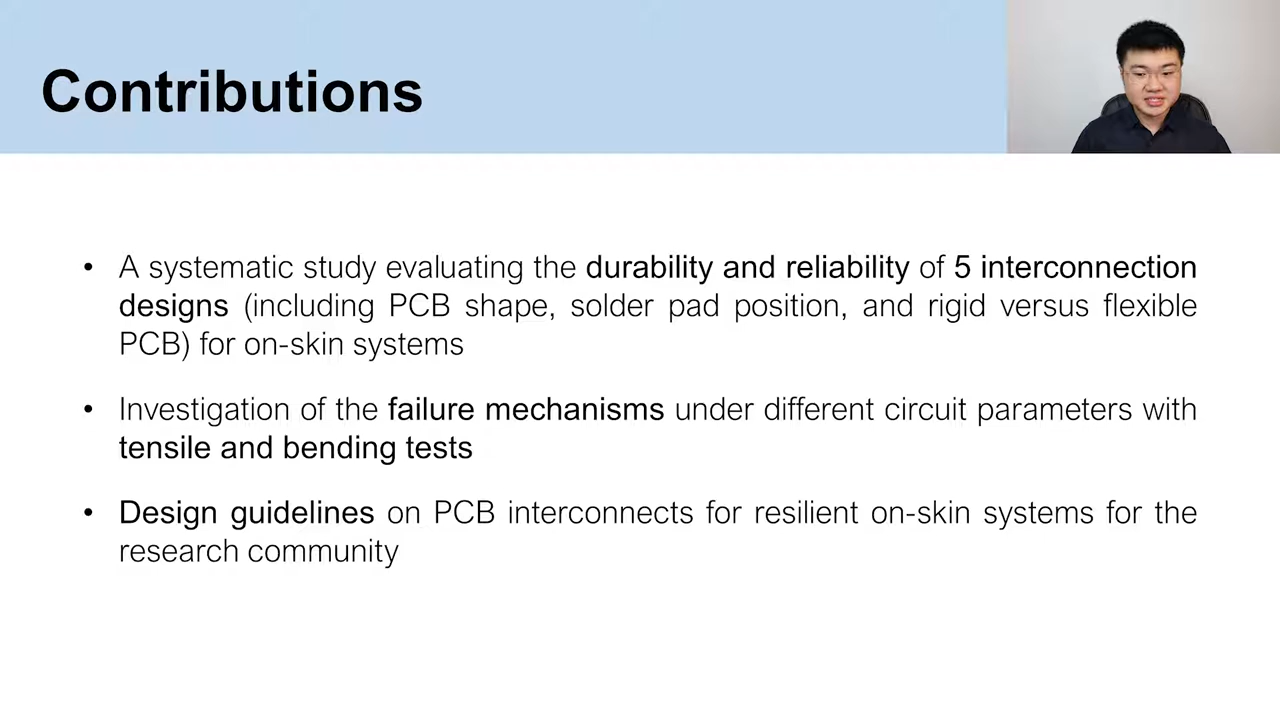 Contributions
• A systematic study evaluating the durability and reliability of 5 interconnection
designs (including PCB shape, solder pad position, and rigid versus flexible
PCB) for on-skin systems
• Investigation of the failure mechanisms under different circuit parameters with
tensile and bending tests
• Design guidelines on PCB interconnects for resilient on-skin systems for the
research community